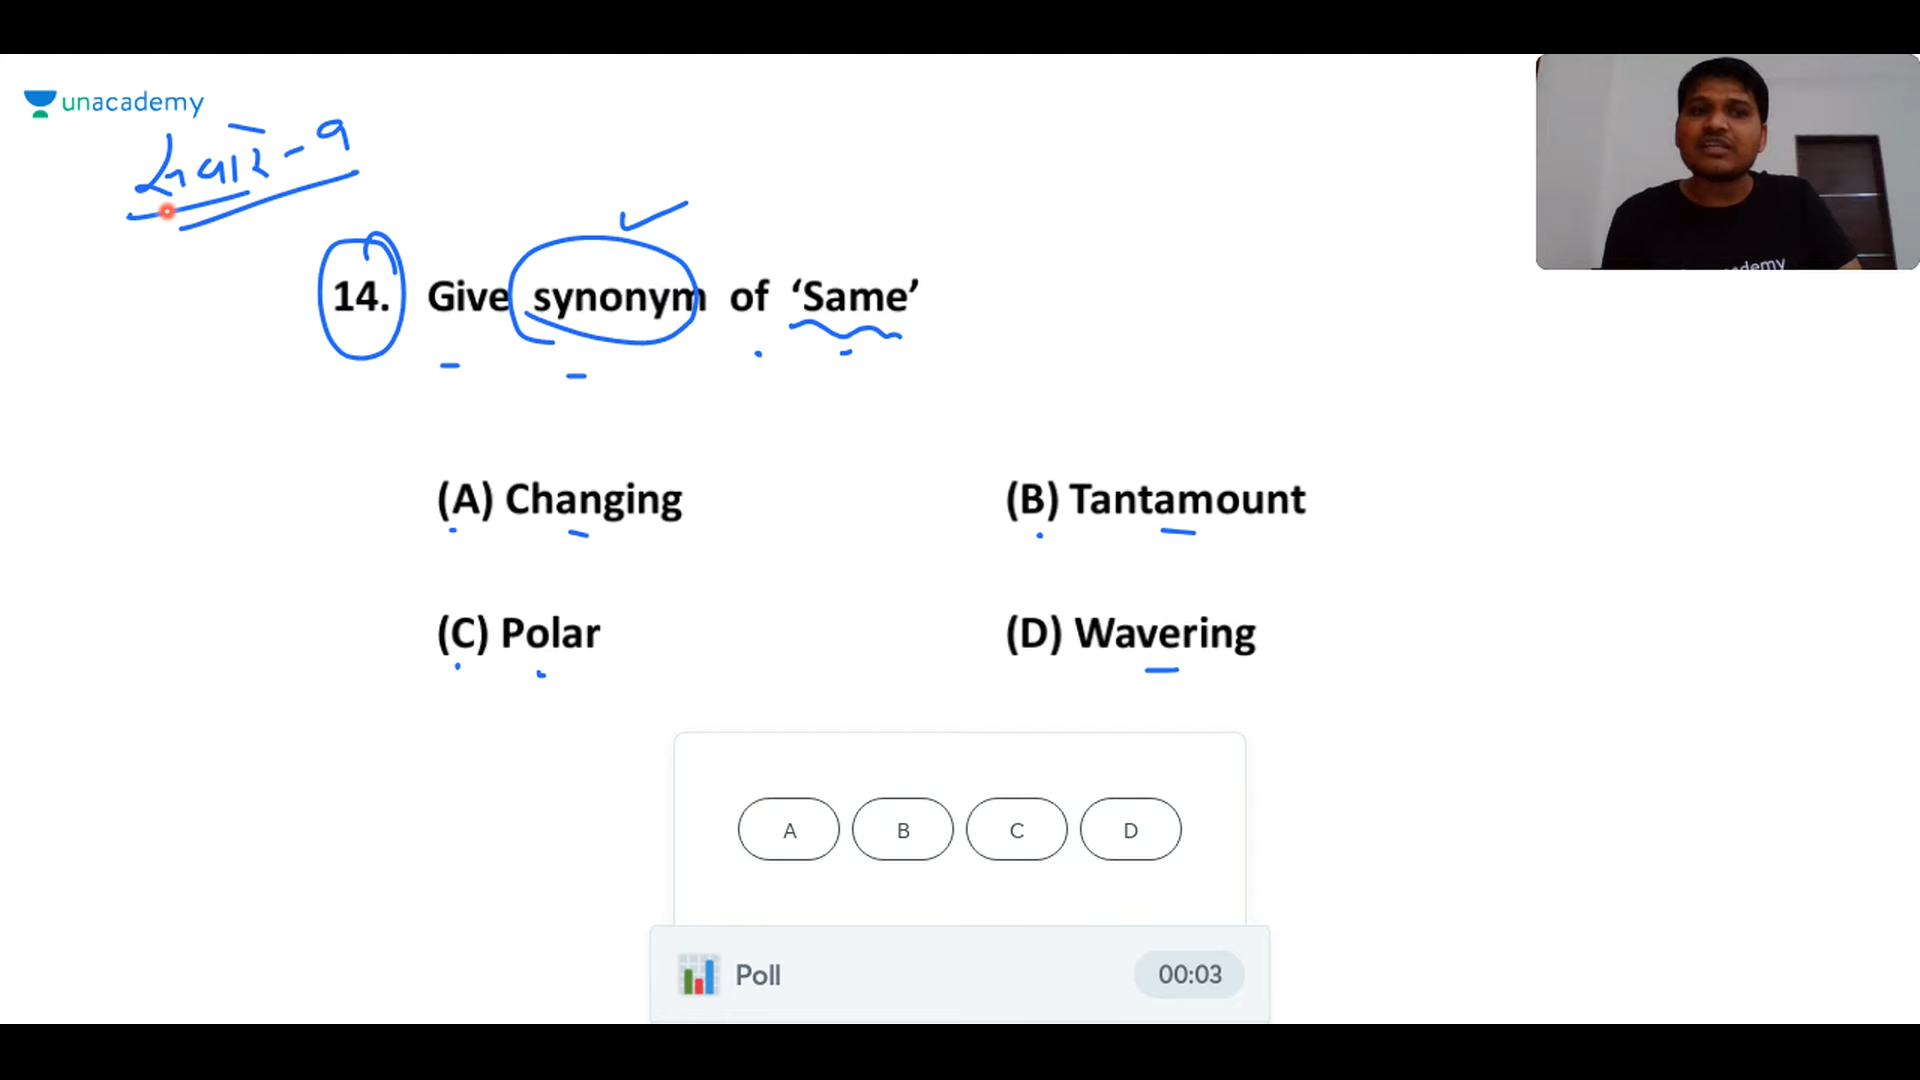 unacademy
14. Give synonym of ‘Same’
(A) Changing
(B) Tantamount
(C) Polar
(D) Wavering
A B C D
Poll 00:03